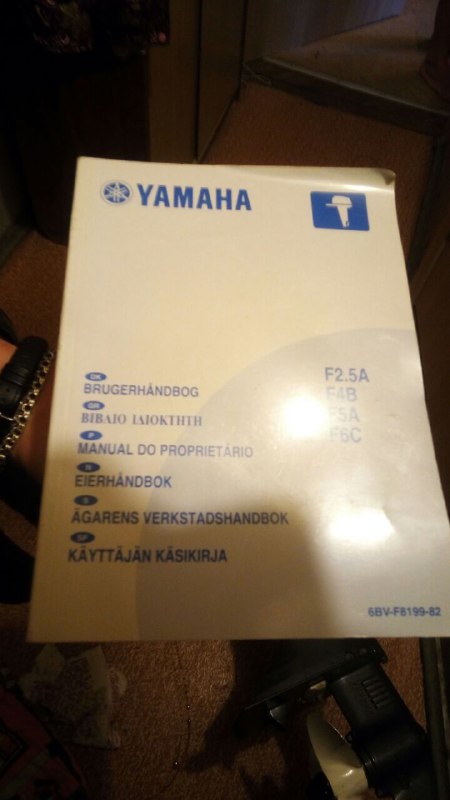 YAMAHA
F2.5A
F4B
F5A
F6C
DK
BRUGERHÅNDBOG
GR
ΒΙΒΛΙΟ ΙΔΙΟΚΤΗΤΗ
P
MANUAL DO PROPRIETÁRIO
N
EIERHÅNDBOK
S
ÄGARENS VERKSTADSHANDBOK
SF
KÄYTTÄJÄN KÄSIKIRJA
6BV-F8199-82